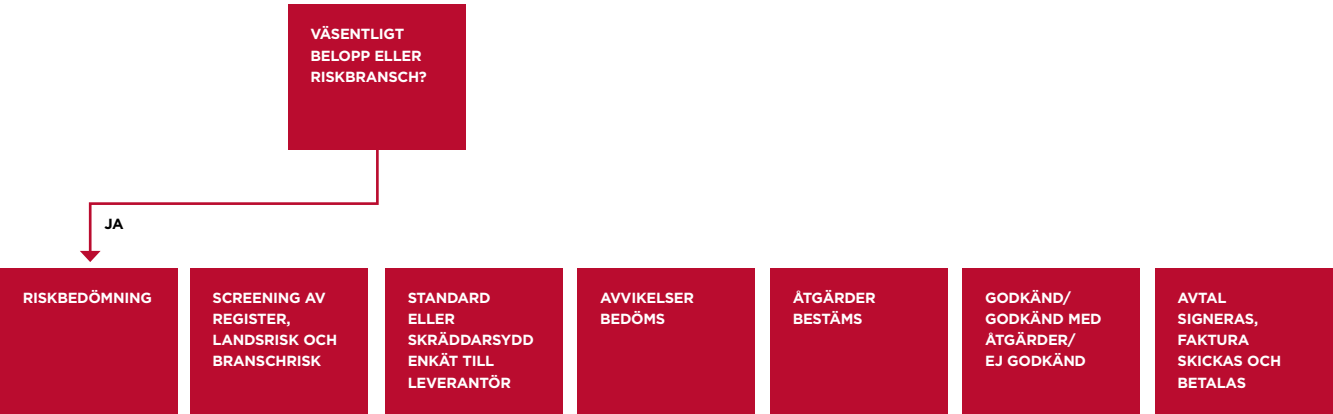 VÄSENTLIGT
BELOPP ELLER
RISKBRANSCH?
JA
RISKBEDÖMNING
SCREENING AV
REGISTER,
LANDSRISK OCH
BRANSCHRISK
STANDARD
ELLER
SKRÄDDARSYDD
ENKÄT TILL
LEVERANTÖR
AVVIKELSER
BEDÖMS
ÅTGÄRDER
BESTÄMS
GODKÄND/
GODKÄND MED
ÅTGÄRDER/
EJ GODKÄND
AVTAL
SIGNERAS,
FAKTURA
SKICKAS OCH
BETALAS